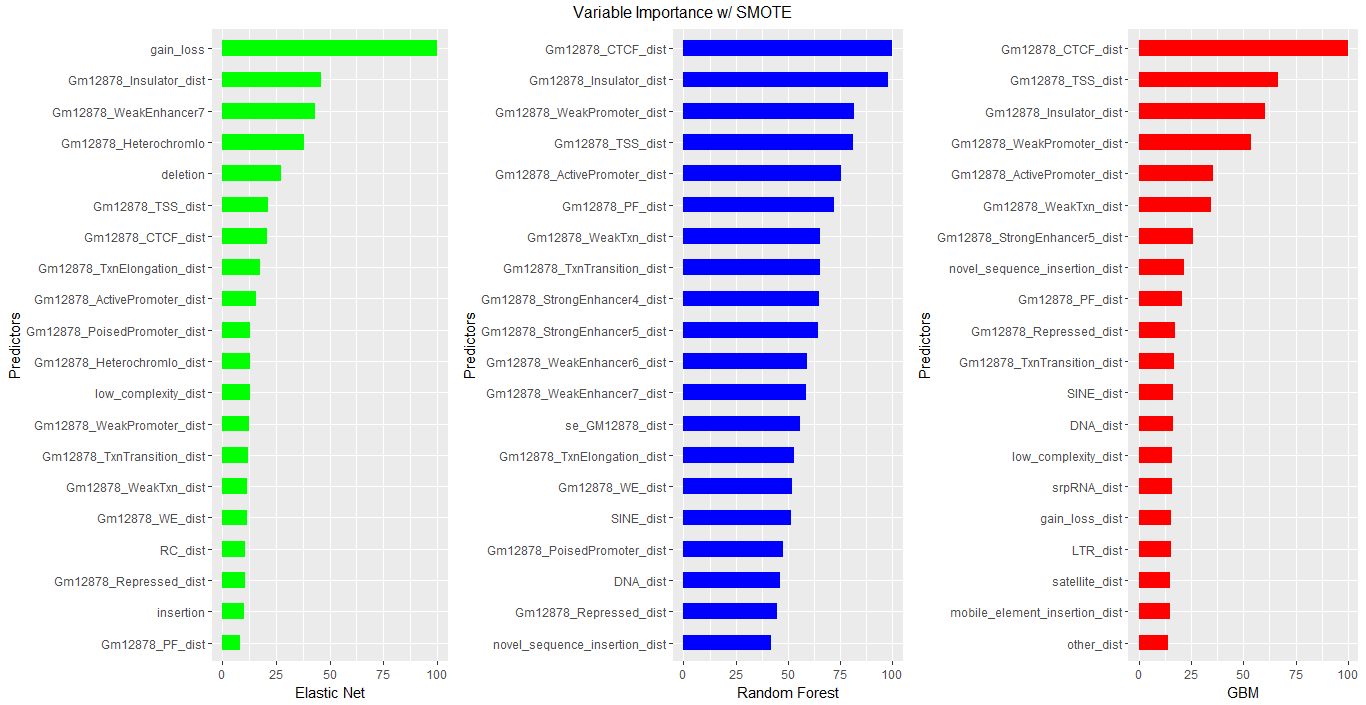 Variable Importance w/ SMOTE
Predictors
gain_loss
Gm12878_Insulator_dist
Gm12878_WeakEnhancer7
Gm12878_Heterochromlo
deletion
Gm12878_TSS_dist
Gm12878_CTCF_dist
Gm12878_TxnElongation_dist
Gm12878_ActivePromoter_dist
Gm12878_PoisedPromoter_dist
Gm12878_Heterochromlo_dist
low_complexity_dist
Gm12878_WeakPromoter_dist
Gm12878_TxnTransition_dist
Gm12878_WeakTxn_dist
Gm12878_WE_dist
RC_dist
Gm12878_Repressed_dist
insertion
Gm12878_PF_dist
0 25 50 75 100
Elastic Net
Predictors
Gm12878_CTCF_dist
Gm12878_Insulator_dist
Gm12878_WeakPromoter_dist
Gm12878_TSS_dist
Gm12878_ActivePromoter_dist
Gm12878_PF_dist
Gm12878_WeakTxn_dist
Gm12878_TxnTransition_dist
Gm12878_StrongEnhancer4_dist
Gm12878_StrongEnhancer5_dist
Gm12878_WeakEnhancer6_dist
Gm12878_WeakEnhancer7_dist
se_GM12878_dist
Gm12878_TxnElongation_dist
Gm12878_WE_dist
SINE_dist
Gm12878_PoisedPromoter_dist
DNA_dist
Gm12878_Repressed_dist
novel_sequence_insertion_dist
0 25 50 75 100
Random Forest
Predictors
Gm12878_CTCF_dist
Gm12878_TSS_dist
Gm12878_Insulator_dist
Gm12878_WeakPromoter_dist
Gm12878_ActivePromoter_dist
Gm12878_WeakTxn_dist
Gm12878_StrongEnhancer5_dist
novel_sequence_insertion_dist
Gm12878_PF_dist
Gm12878_Repressed_dist
Gm12878_TxnTransition_dist
SINE_dist
DNA_dist
low_complexity_dist
srpRNA_dist
gain_loss_dist
LTR_dist
satellite_dist
mobile_element_insertion_dist
other_dist
0 25 50 75 100
GBM